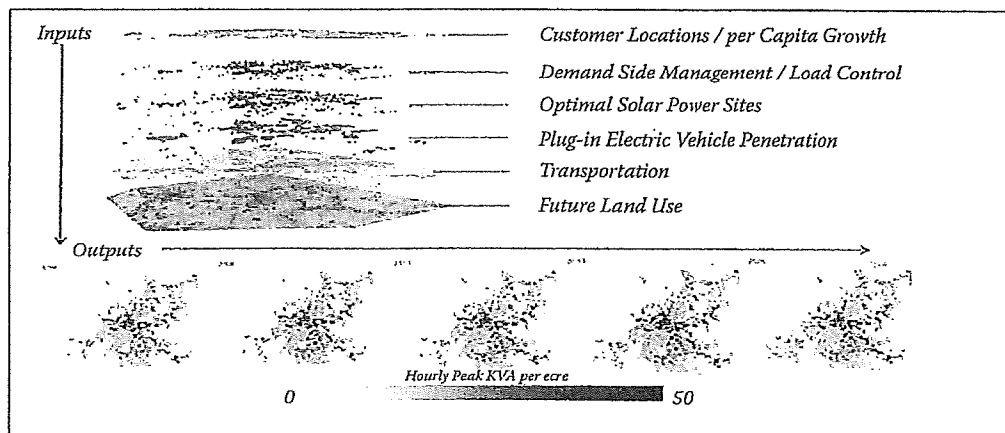 Inputs
Customer Locations / per Capita Growth
Demand Side Management / Load Control
Optimal Solar Power Sites
Plug-in Electric Vehicle Penetration
Transportation
Future Land Use
Outputs
Hourly Peak KVA per ecre
0
50